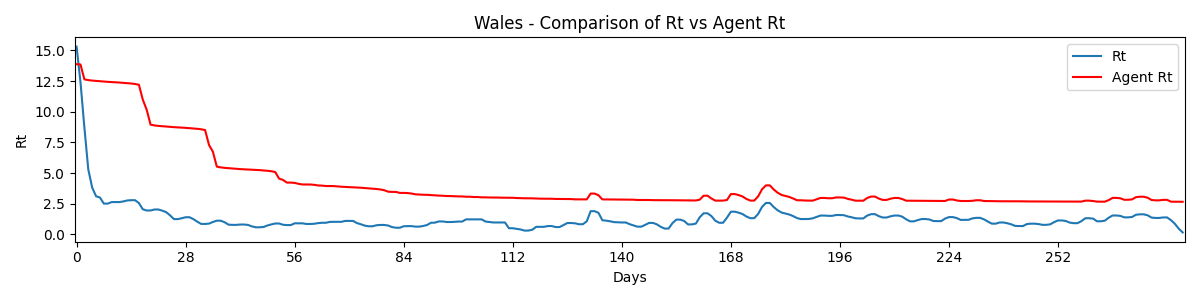 Wales - Comparison of Rt vs Agent Rt
15.0
12.5
10.0
7.5
5.0
2.5
0.0
Rt
Rt
Agent Rt
0 28 56 84 112 140 168 196 224 252
Days